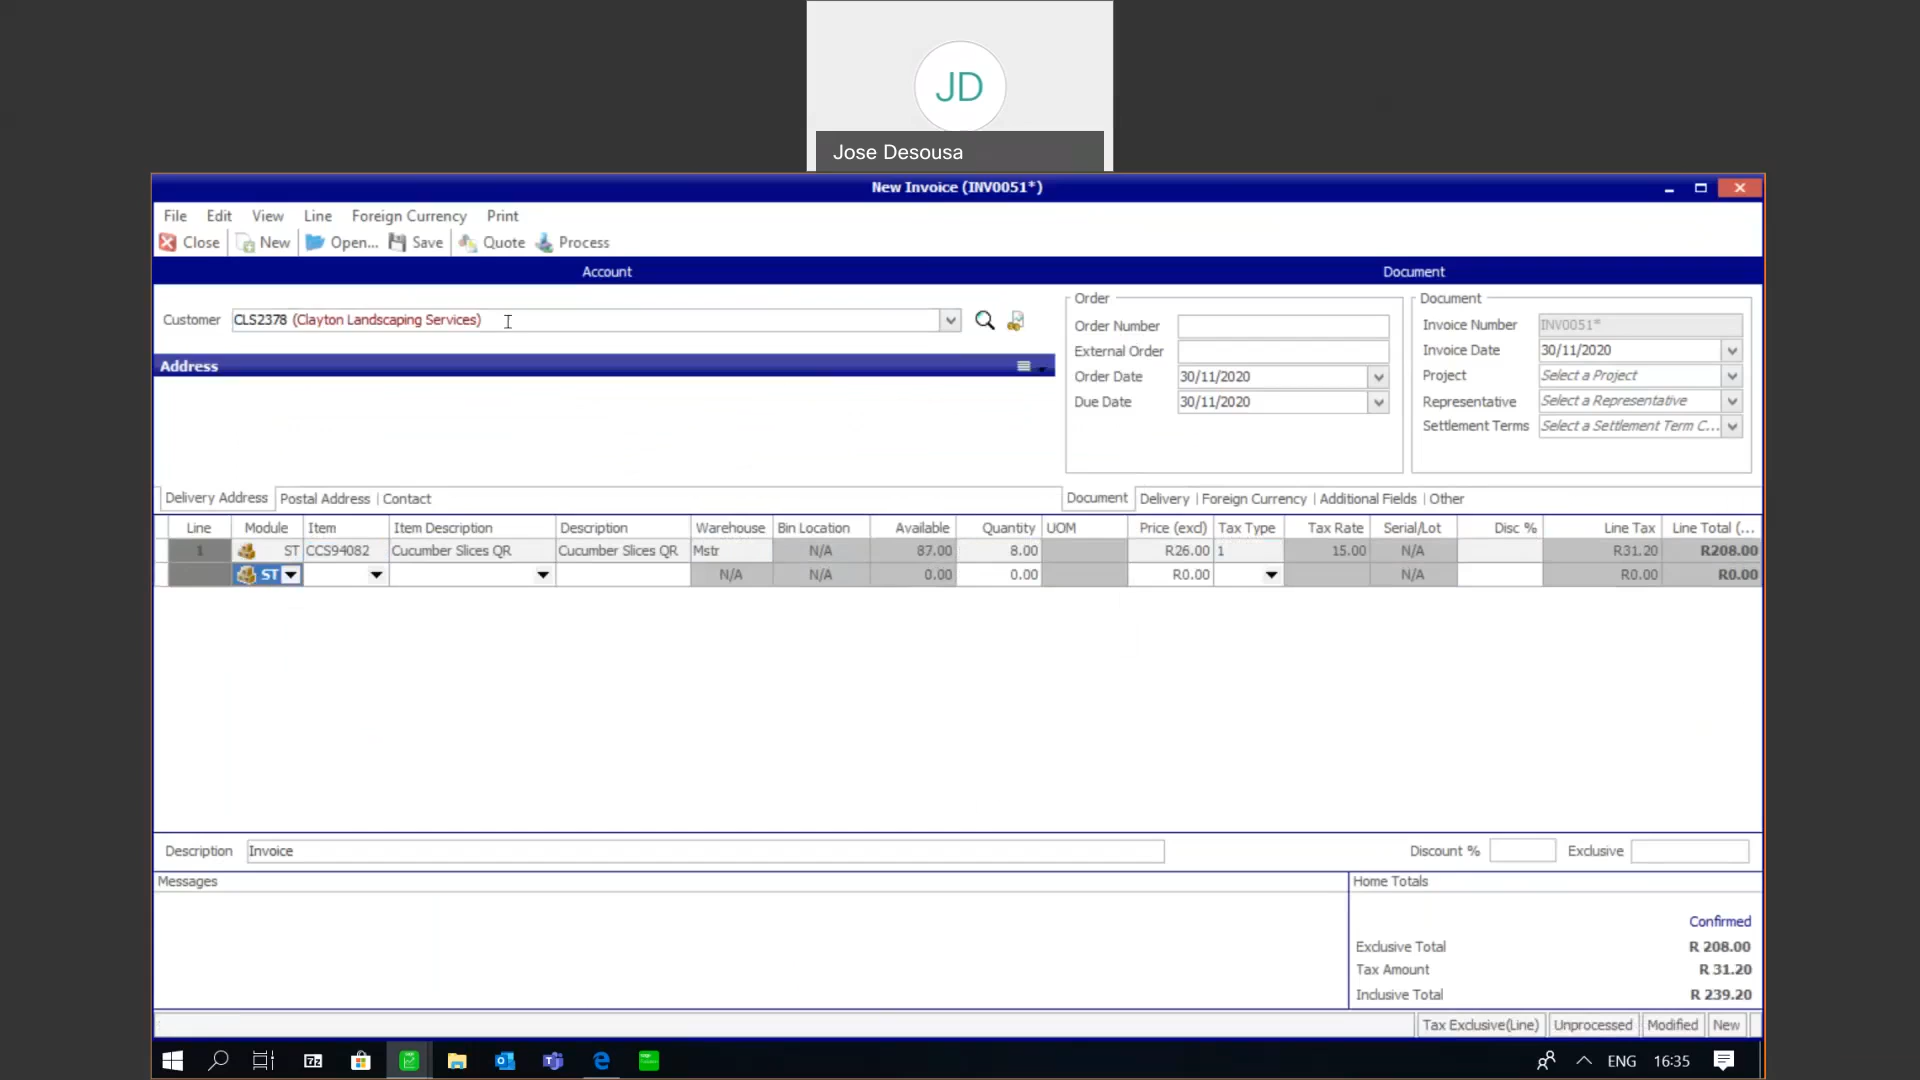 JD
Jose Desousa
New Invoice (INV0051*)
File Edit View Line Foreign Currency Print
Close New Open... Save Quote Process
Account Document
Customer CLS2378 (Clayton Landscaping Services)
Address
Order
Order Number
External Order
Order Date 30/11/2020
Due Date 30/11/2020
Document
Invoice Number INV0051*
Invoice Date 30/11/2020
Project Select a Project
Representative Select a Representative
Settlement Terms Select a Settlement Term C...
Delivery Address Postal Address | Contact
Document Delivery | Foreign Currency | Additional Fields | Other
Line Module Item Item Description Description Warehouse Bin Location Available Quantity UOM Price (excl) Tax Type Tax Rate Serial/Lot Disc % Line Tax Line Total (...
1 ST CCS94082 Cucumber Slices QR Cucumber Slices QR Mstr N/A 87.00 8.00 R26.00 1 15.00 N/A R31.20 R208.00
ST N/A N/A 0.00 0.00 R0.00 N/A R0.00 R0.00
Description Invoice Discount % Exclusive
Messages
Home Totals
Confirmed
Exclusive Total R 208.00
Tax Amount R 31.20
Inclusive Total R 239.20
Tax Exclusive(Line) Unprocessed Modified New
ENG 16:35